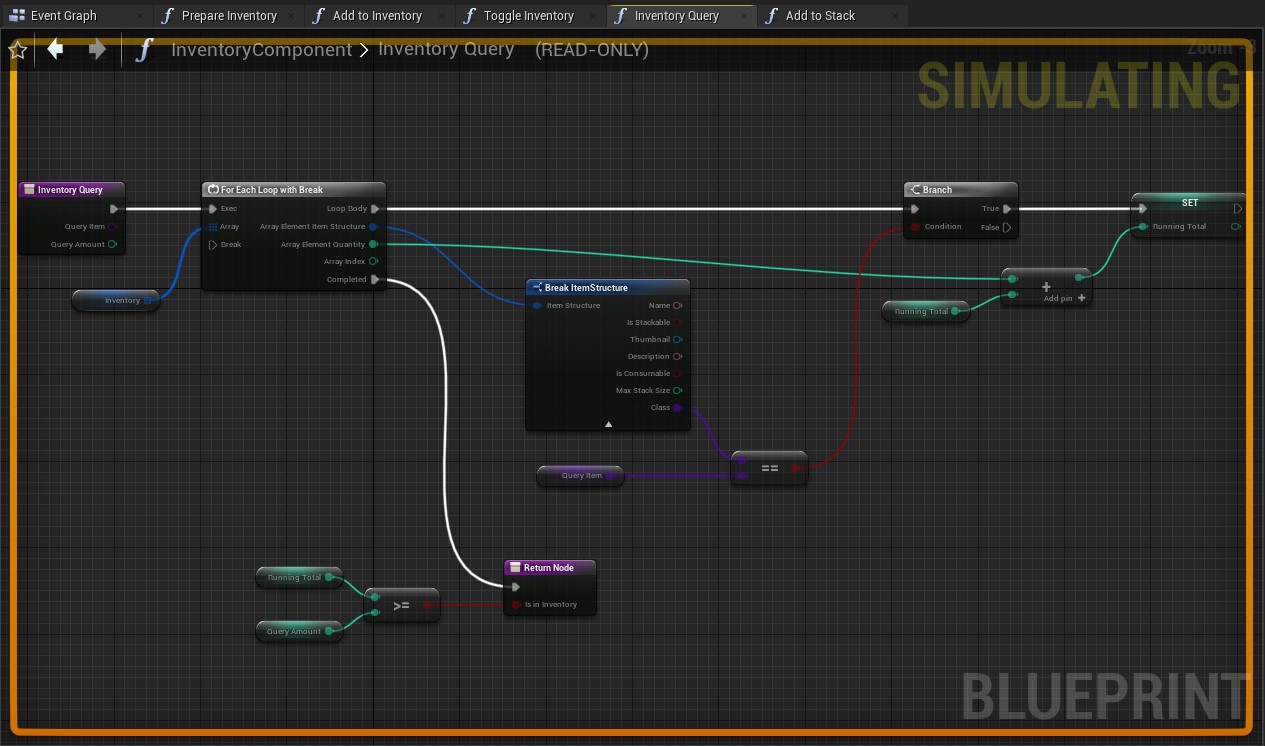 Event Graph
Prepare Inventory
Add to Inventory
Toggle Inventory
Inventory Query
Add to Stack
InventoryComponent > Inventory Query (READ-ONLY)
Zoom -3
SIMULATING
Inventory Query
Query Item
Query Amount
Inventory
For Each Loop with Break
Exec
Loop Body
Array
Array Element Item Structure
Break
Array Element Quantity
Array Index
Completed
Break ItemStructure
Item Structure
Name
Is Stackable
Thumbnail
Description
Is Consumable
Max Stack Size
Class
Query Item
==
Branch
True
Condition
False
SET
Running Total
Running Total
+
Add pin +
Running Total
Query Amount
>=
Return Node
Is in Inventory
BLUEPRINT